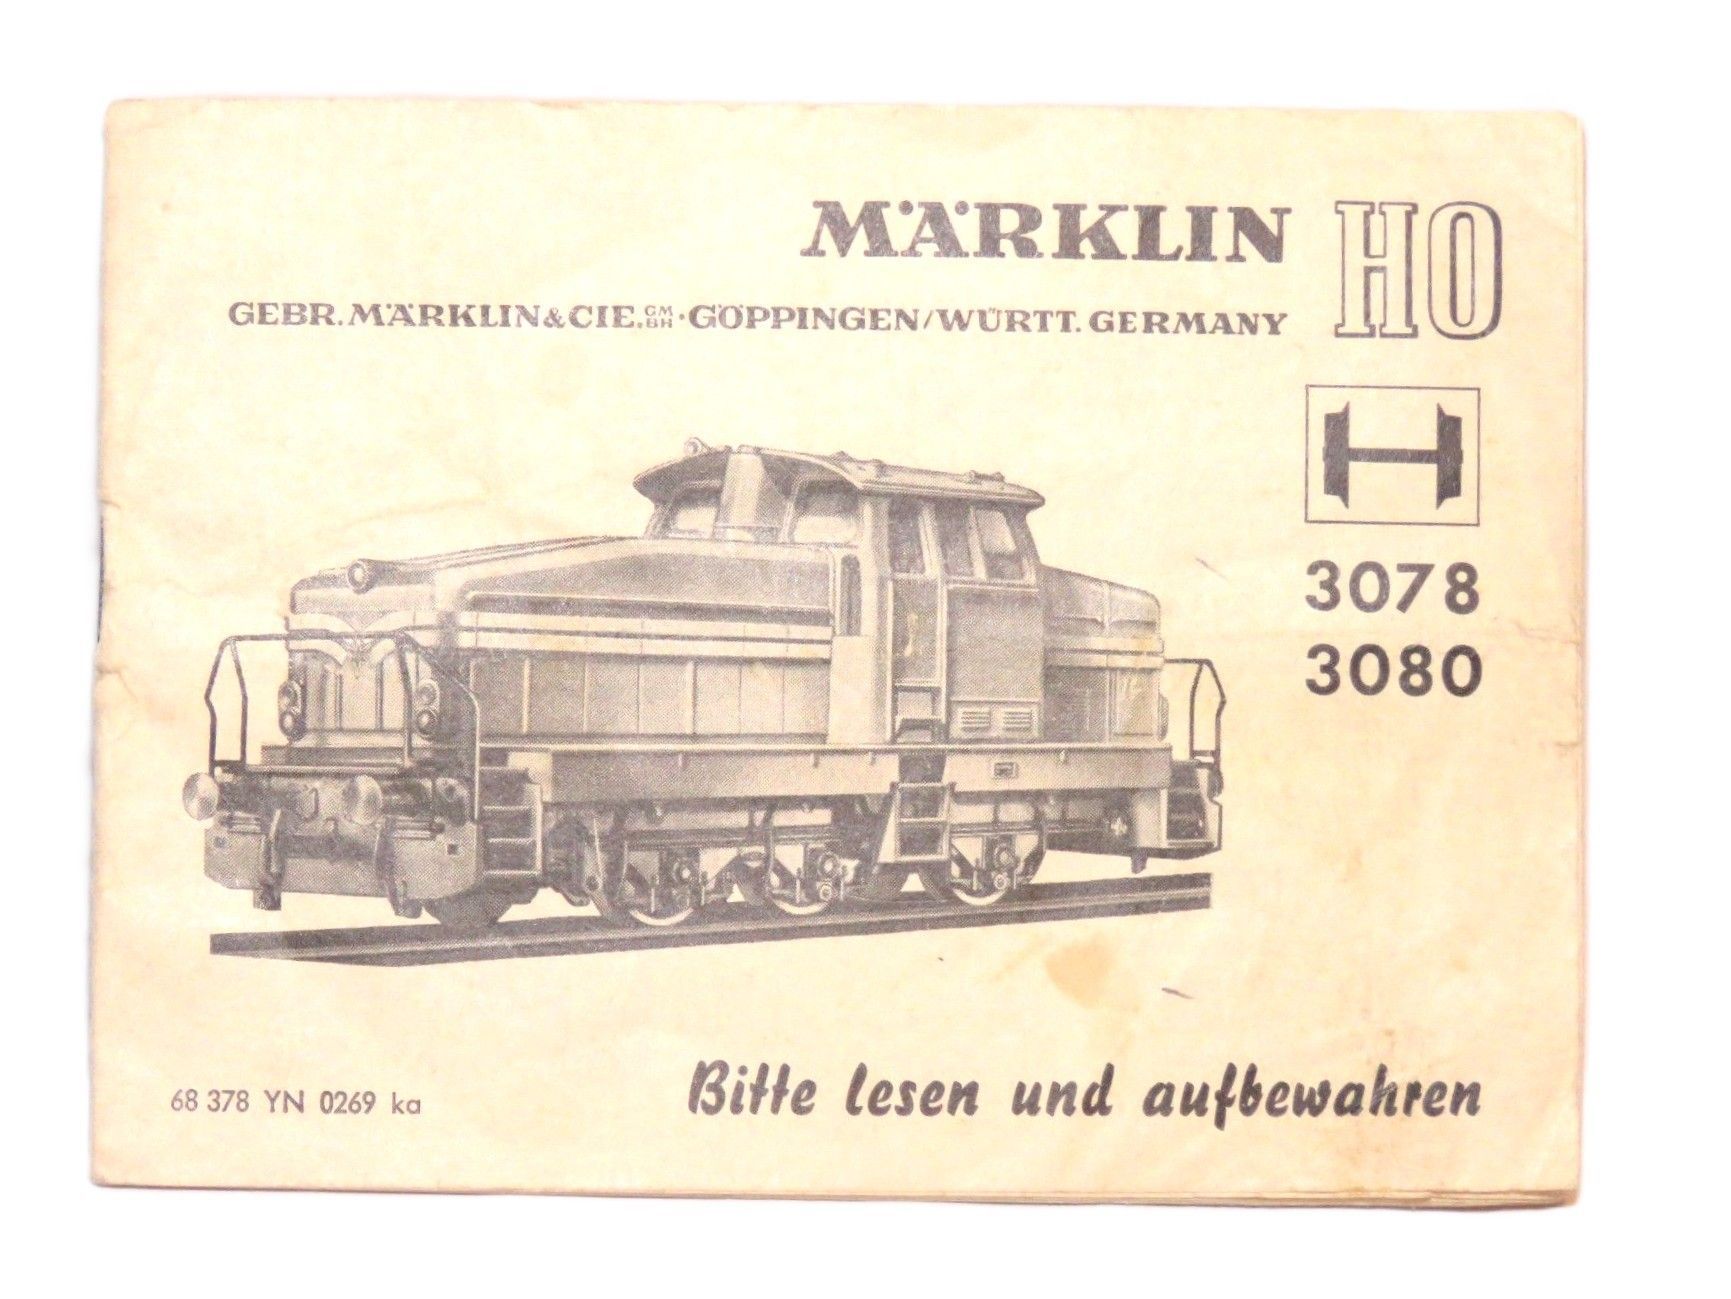 MÄRKLIN HO
GEBR. MÄRKLIN & CIE. GMBH · GÖPPINGEN/WÜRTT. GERMANY
3078
3080
68 378 YN 0269 ka
Bitte lesen und aufbewahren